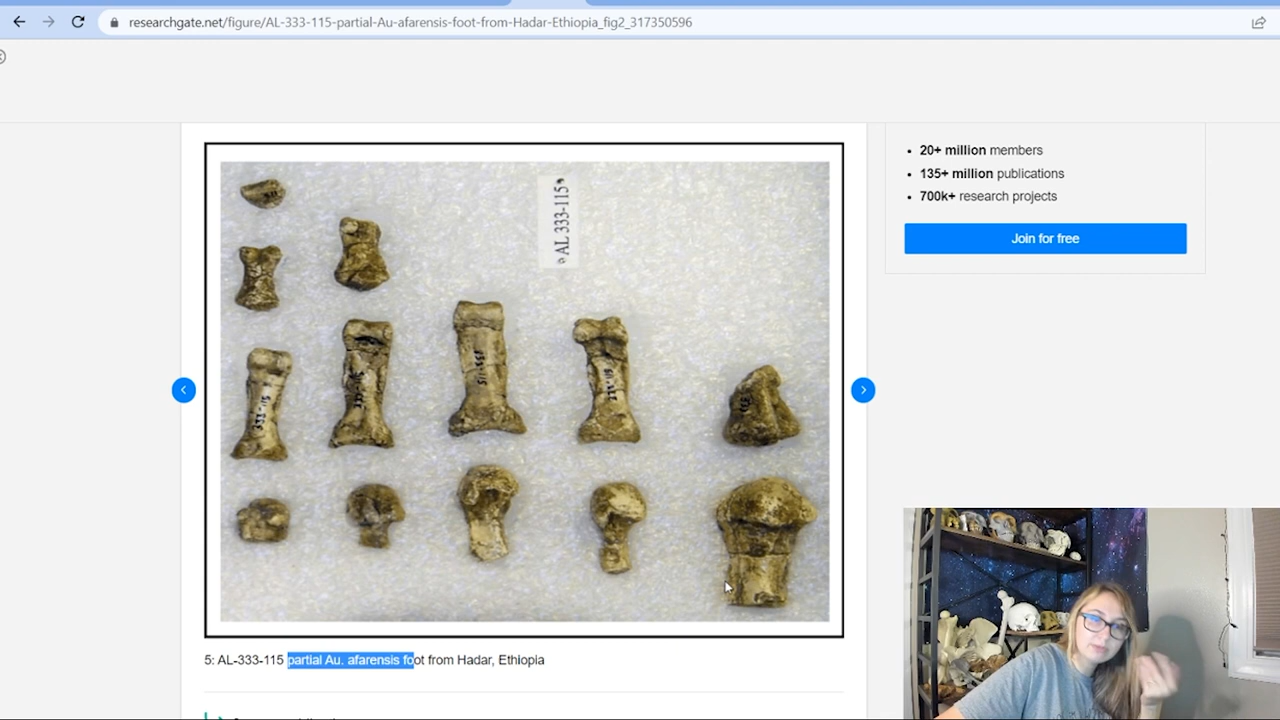 researchgate.net/figure/AL-333-115-partial-Au-afarensis-foot-from-Hadar-Ethiopia_fig2_317350596
20+ million members
135+ million publications
700k+ research projects
Join for free
AL 333-115
333-115
5: AL-333-115 partial Au. afarensis foot from Hadar, Ethiopia